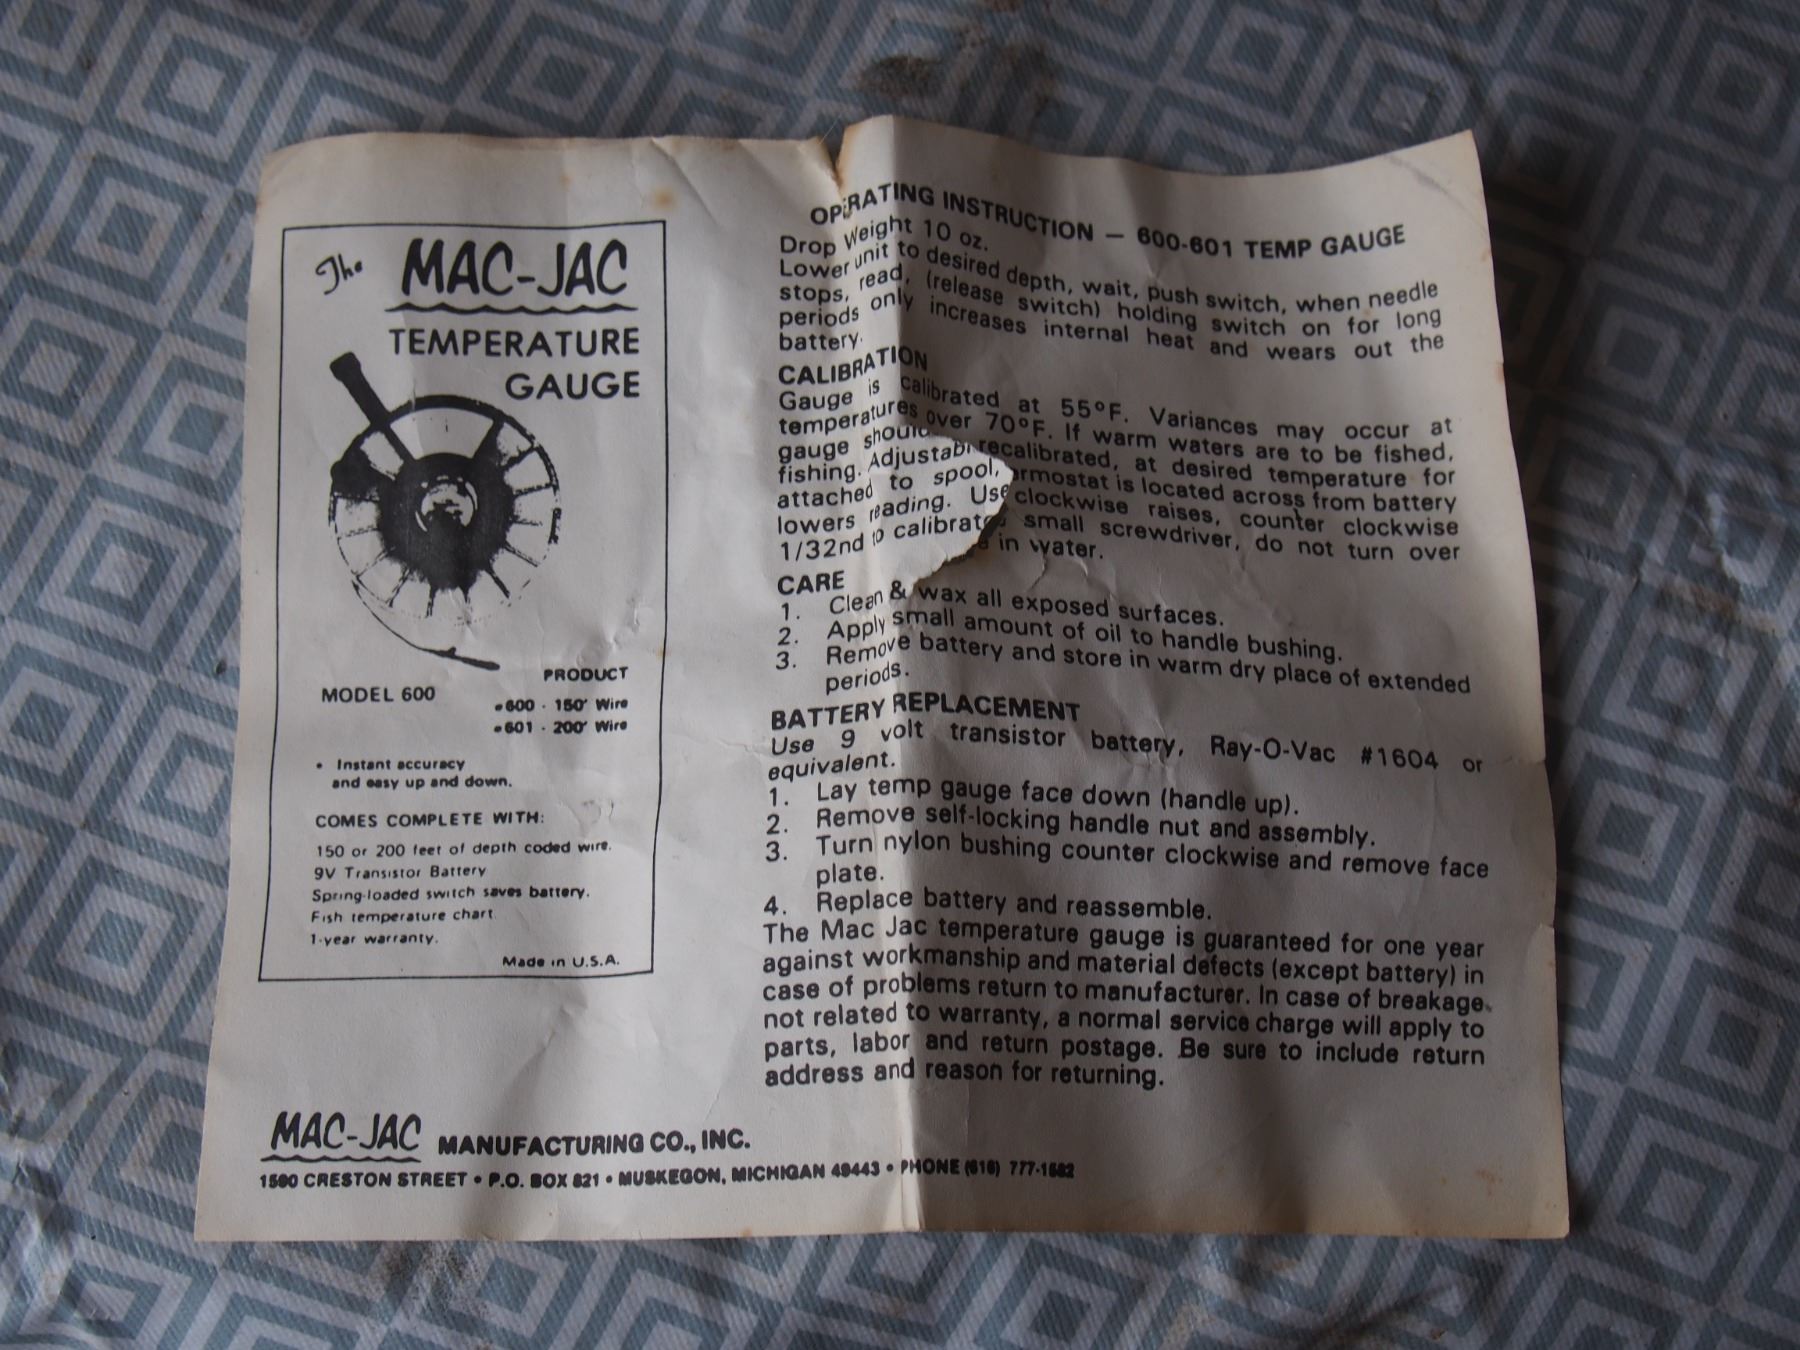 The MAC-JAC
TEMPERATURE
GAUGE
MODEL 600
PRODUCT
600 · 150' Wire
601 · 200' Wire
• Instant accuracy
and easy up and down.
COMES COMPLETE WITH:
150 or 200 feet of depth coded wire.
9V Transistor Battery
Spring-loaded switch saves battery.
Fish temperature chart
1-year warranty.
Made in U.S.A.
OPERATING INSTRUCTION — 600-601 TEMP GAUGE
Drop Weight 10 oz.
Lower unit to desired depth, wait, push switch, when needle
stops, read, (release switch) holding switch on for long
periods only increases internal heat and wears out the
battery.
CALIBRATION
Gauge is calibrated at 55°F. Variances may occur at
temperatures over 70°F. If warm waters are to be fished,
gauge should recalibrated, at desired temperature for
fishing. is located across from battery
attached to spool, clockwise raises, counter clockwise
lowers reading. Use small screwdriver, do not turn over
1/32nd to in water.
CARE
1. Clean & wax all exposed surfaces.
2. Apply small amount of oil to handle bushing.
3. Remove battery and store in warm dry place of extended
periods.
BATTERY REPLACEMENT
Use 9 volt transistor battery, Ray-O-Vac #1604 or
equivalent.
1. Lay temp gauge face down (handle up).
2. Remove self-locking handle nut and assembly.
3. Turn nylon bushing counter clockwise and remove face
plate.
4. Replace battery and reassemble.
The Mac Jac temperature gauge is guaranteed for one year
against workmanship and material defects (except battery) in
case of problems return to manufacturer. In case of breakage
not related to warranty, a normal service charge will apply to
parts, labor and return postage. Be sure to include return
address and reason for returning.
MAC-JAC MANUFACTURING CO., INC.
CRESTON STREET • P.O. BOX 821 • MUSKEGON, MICHIGAN 49443 • PHONE (616)